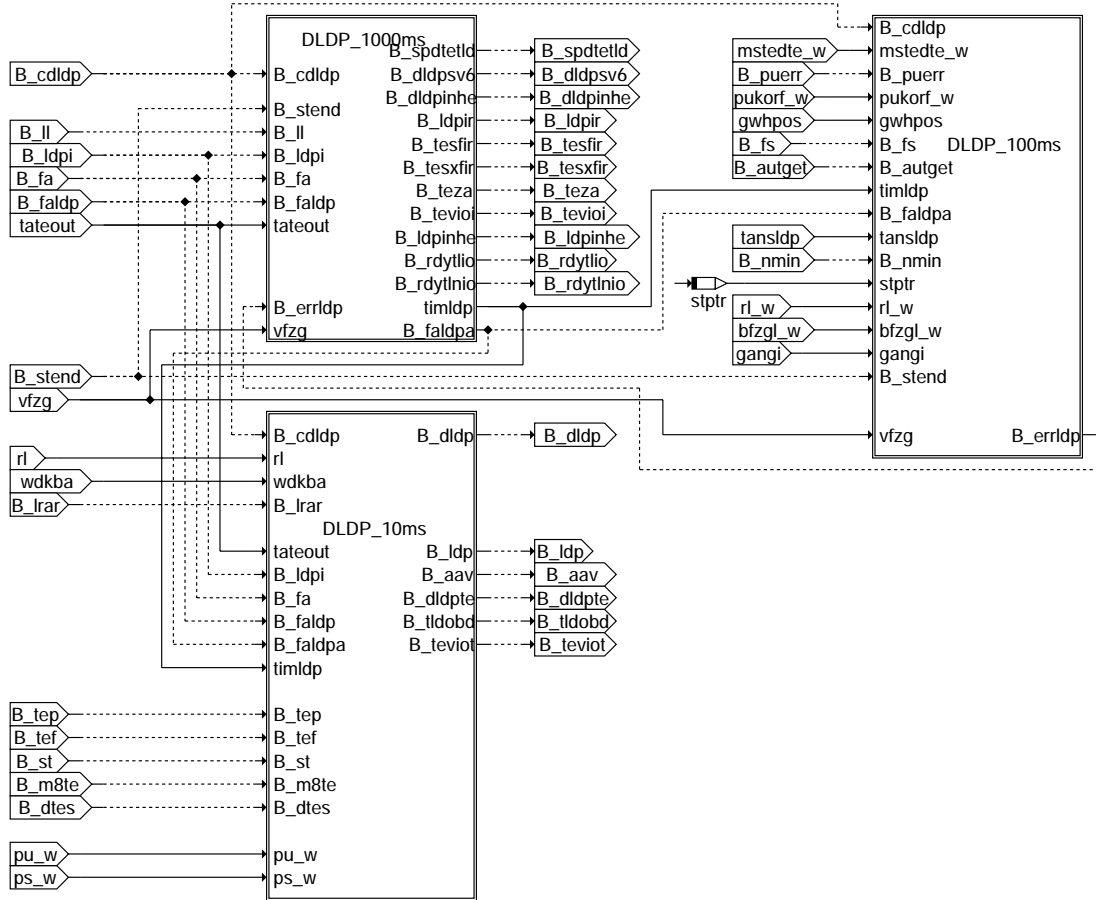 B_cdldp
B_ll
B_ldpi
B_fa
B_faldp
tateout
B_stend
vfzg
rl
wdkba
B_lrar
B_tep
B_tef
B_st
B_m8te
B_dtes
pu_w
ps_w
DLDP_1000ms
B_cdldp
B_stend
B_ll
B_ldpi
B_fa
B_faldp
tateout
B_errldp
vfzg
B_spdtetld
B_dldpsv6
B_dldpinhe
B_ldpir
B_tesfir
B_tesxfir
B_teza
B_tevioi
B_ldpinhe
B_rdytlio
B_rdytlnio
timldp
B_faldpa
B_spdtetld
B_dldpsv6
B_dldpinhe
B_ldpir
B_tesfir
B_tesxfir
B_teza
B_tevioi
B_ldpinhe
B_rdytlio
B_rdytlnio
DLDP_10ms
B_cdldp
rl
wdkba
B_lrar
tateout
B_ldpi
B_fa
B_faldp
B_faldpa
timldp
B_tep
B_tef
B_st
B_m8te
B_dtes
pu_w
ps_w
B_dldp
B_ldp
B_aav
B_dldpte
B_tldobd
B_teviot
B_dldp
B_ldp
B_aav
B_dldpte
B_tldobd
B_teviot
mstedte_w
B_puerr
pukorf_w
gwhpos
B_fs
B_autget
tansldp
B_nmin
stptr
rl_w
bfzgl_w
gangi
DLDP_100ms
B_cdldp
mstedte_w
B_puerr
pukorf_w
gwhpos
B_fs
B_autget
timldp
B_faldpa
tansldp
B_nmin
stptr
rl_w
bfzgl_w
gangi
B_stend
vfzg
B_errldp